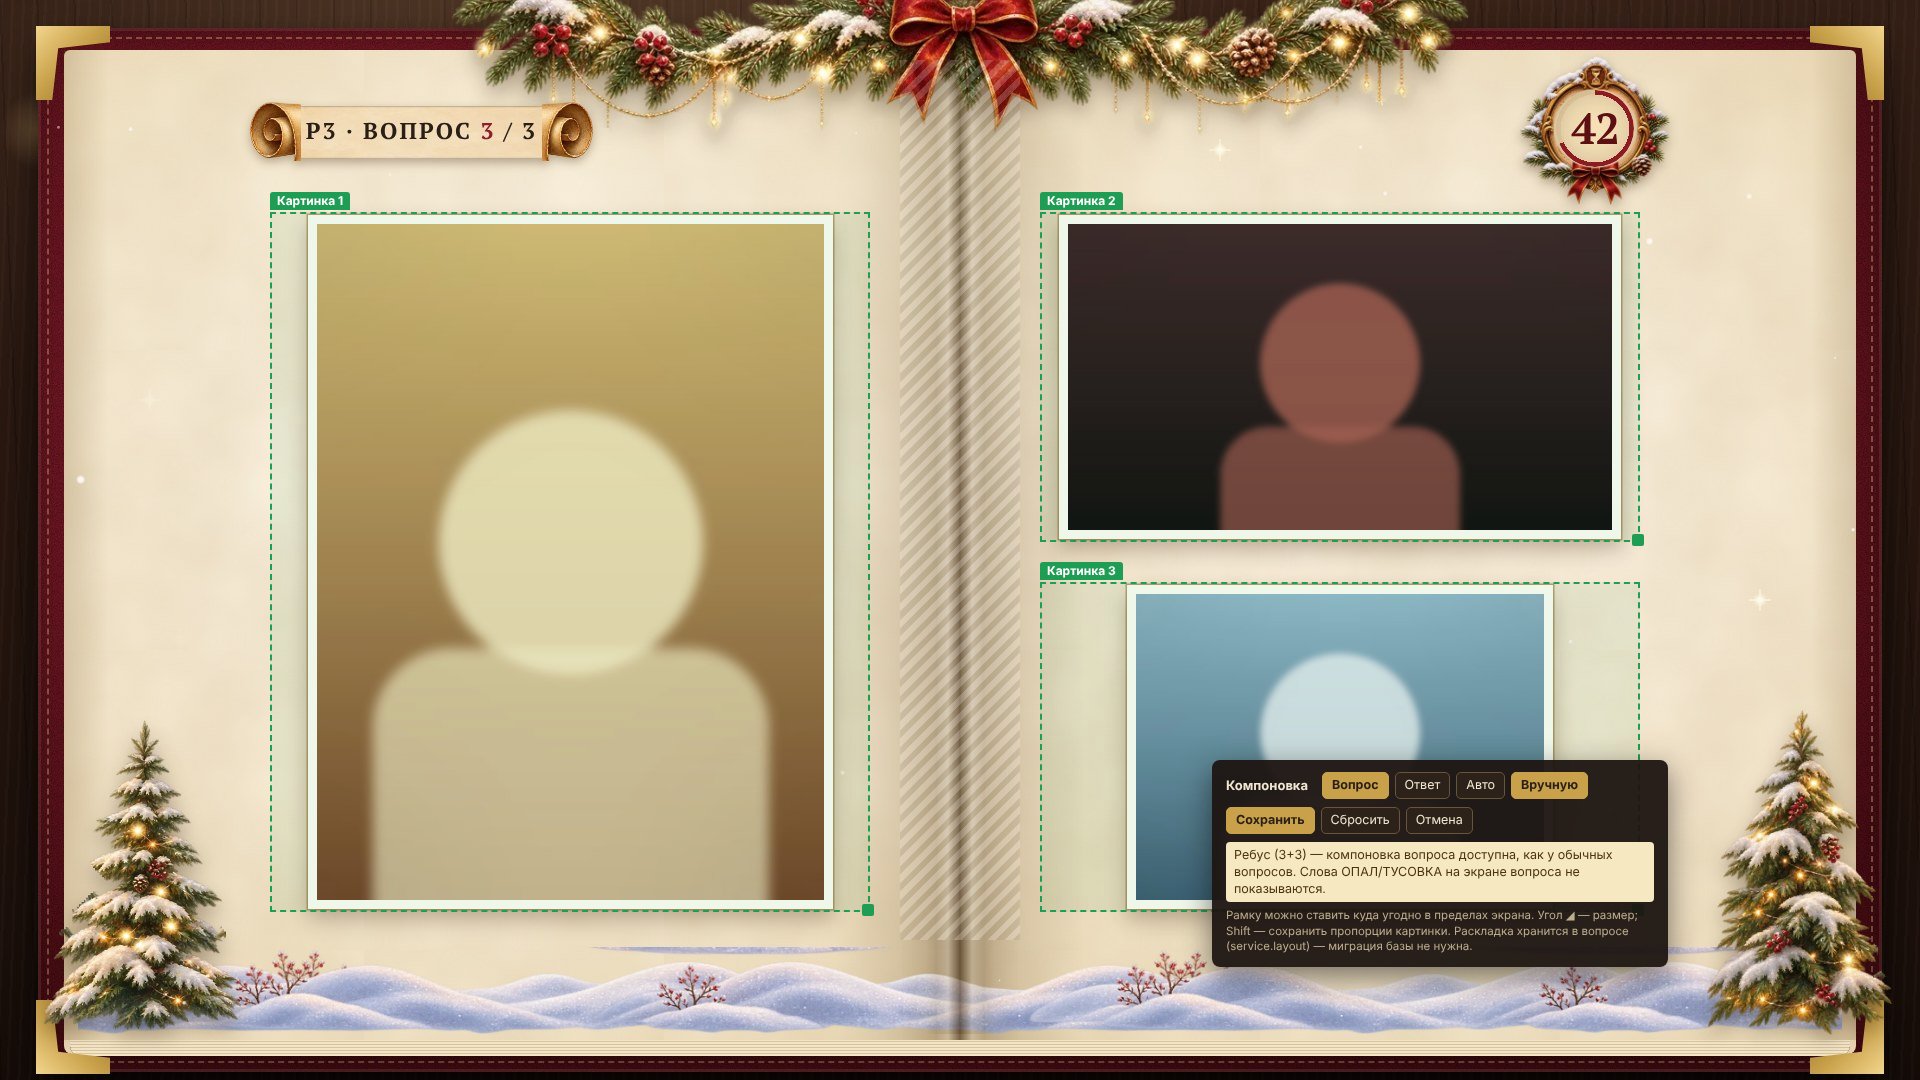 Р3 · ВОПРОС 3 / 3
42
Картинка 1
Картинка 2
Картинка 3
Компоновка Вопрос Ответ Авто Вручную
Сохранить Сбросить Отмена
Ребус (3+3) — компоновка вопроса доступна, как у обычных
вопросов. Слова ОПАЛ/ТУСОВКА на экране вопроса не
показываются.
Рамку можно ставить куда угодно в пределах экрана. Угол ◢ — размер;
Shift — сохранить пропорции картинки. Раскладка хранится в вопросе
(service.layout) — миграция базы не нужна.